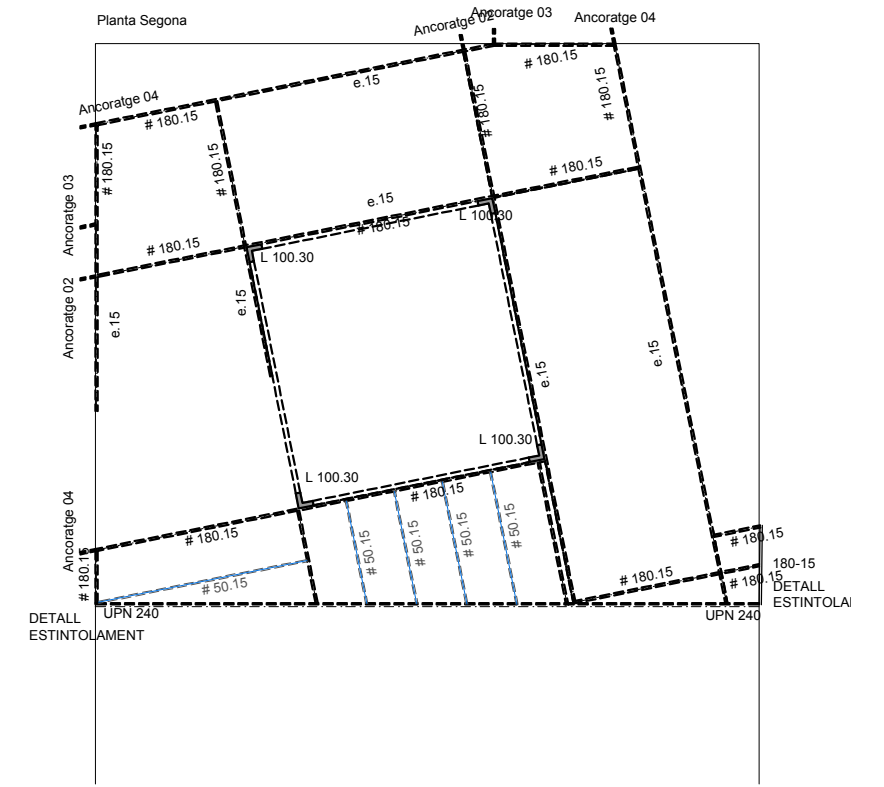 Planta Segona
Ancoratge 02
Ancoratge 03
Ancoratge 04
# 180.15
e.15
# 180.15
# 180.15
Ancoratge 04
# 180.15
# 180.15
# 180.15
# 180.15
e.15
Ancoratge 03
L 100.30
# 180.15
# 180.15
L 100.30
Ancoratge 02
e.15
e.15
e.15
e.15
L 100.30
L 100.30
# 180.15
Ancoratge 04
# 180.15
# 50.15
# 50.15
# 50.15
# 50.15
# 180.15
# 180.15
180-15
# 180.15
# 180.15
# 50.15
DETALL
ESTINTOLAMENT
UPN 240
UPN 240
DETALL
ESTINTOLA